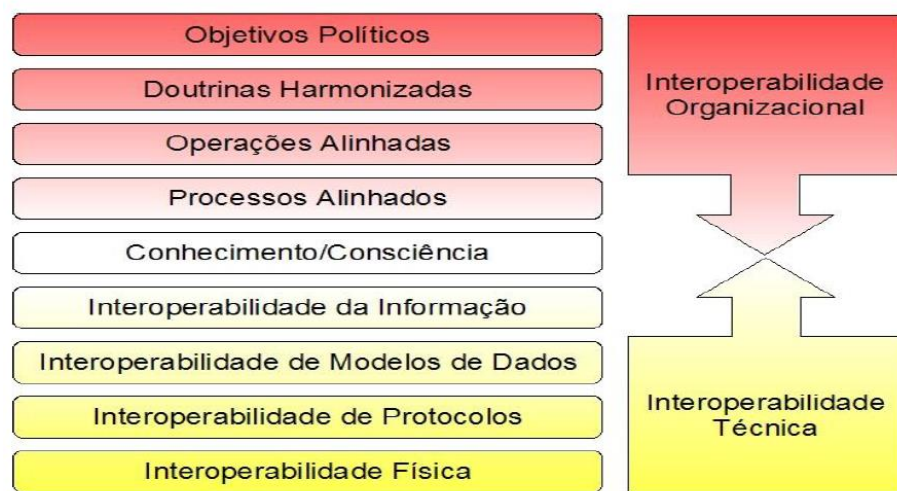 Objetivos Políticos
Doutrinas Harmonizadas
Operações Alinhadas
Processos Alinhados
Conhecimento/Consciência
Interoperabilidade da Informação
Interoperabilidade de Modelos de Dados
Interoperabilidade de Protocolos
Interoperabilidade Física
Interoperabilidade
Organizacional
Interoperabilidade
Técnica